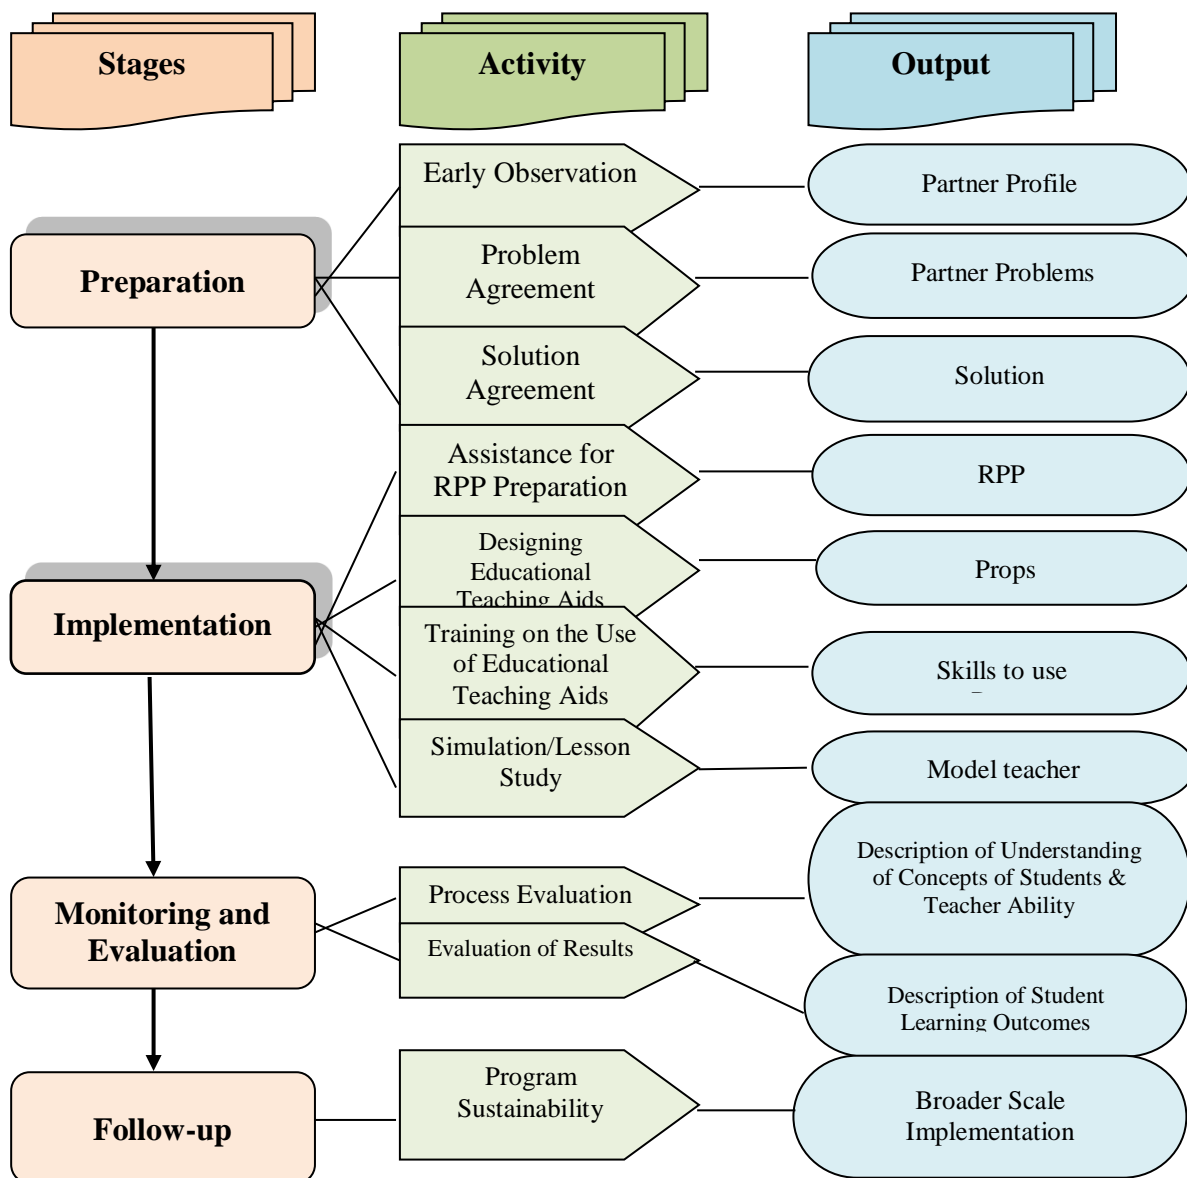 Stages
Activity
Output
Preparation
Early Observation
Partner Profile
Problem
Agreement
Partner Problems
Solution
Agreement
Solution
Implementation
Assistance for
RPP Preparation
RPP
Designing
Educational
Teaching Aids
Props
Training on the Use
of Educational
Teaching Aids
Skills to use
Simulation/Lesson
Study
Model teacher
Monitoring and
Evaluation
Process Evaluation
Description of Understanding
of Concepts of Students &
Teacher Ability
Evaluation of Results
Description of Student
Learning Outcomes
Follow-up
Program
Sustainability
Broader Scale
Implementation